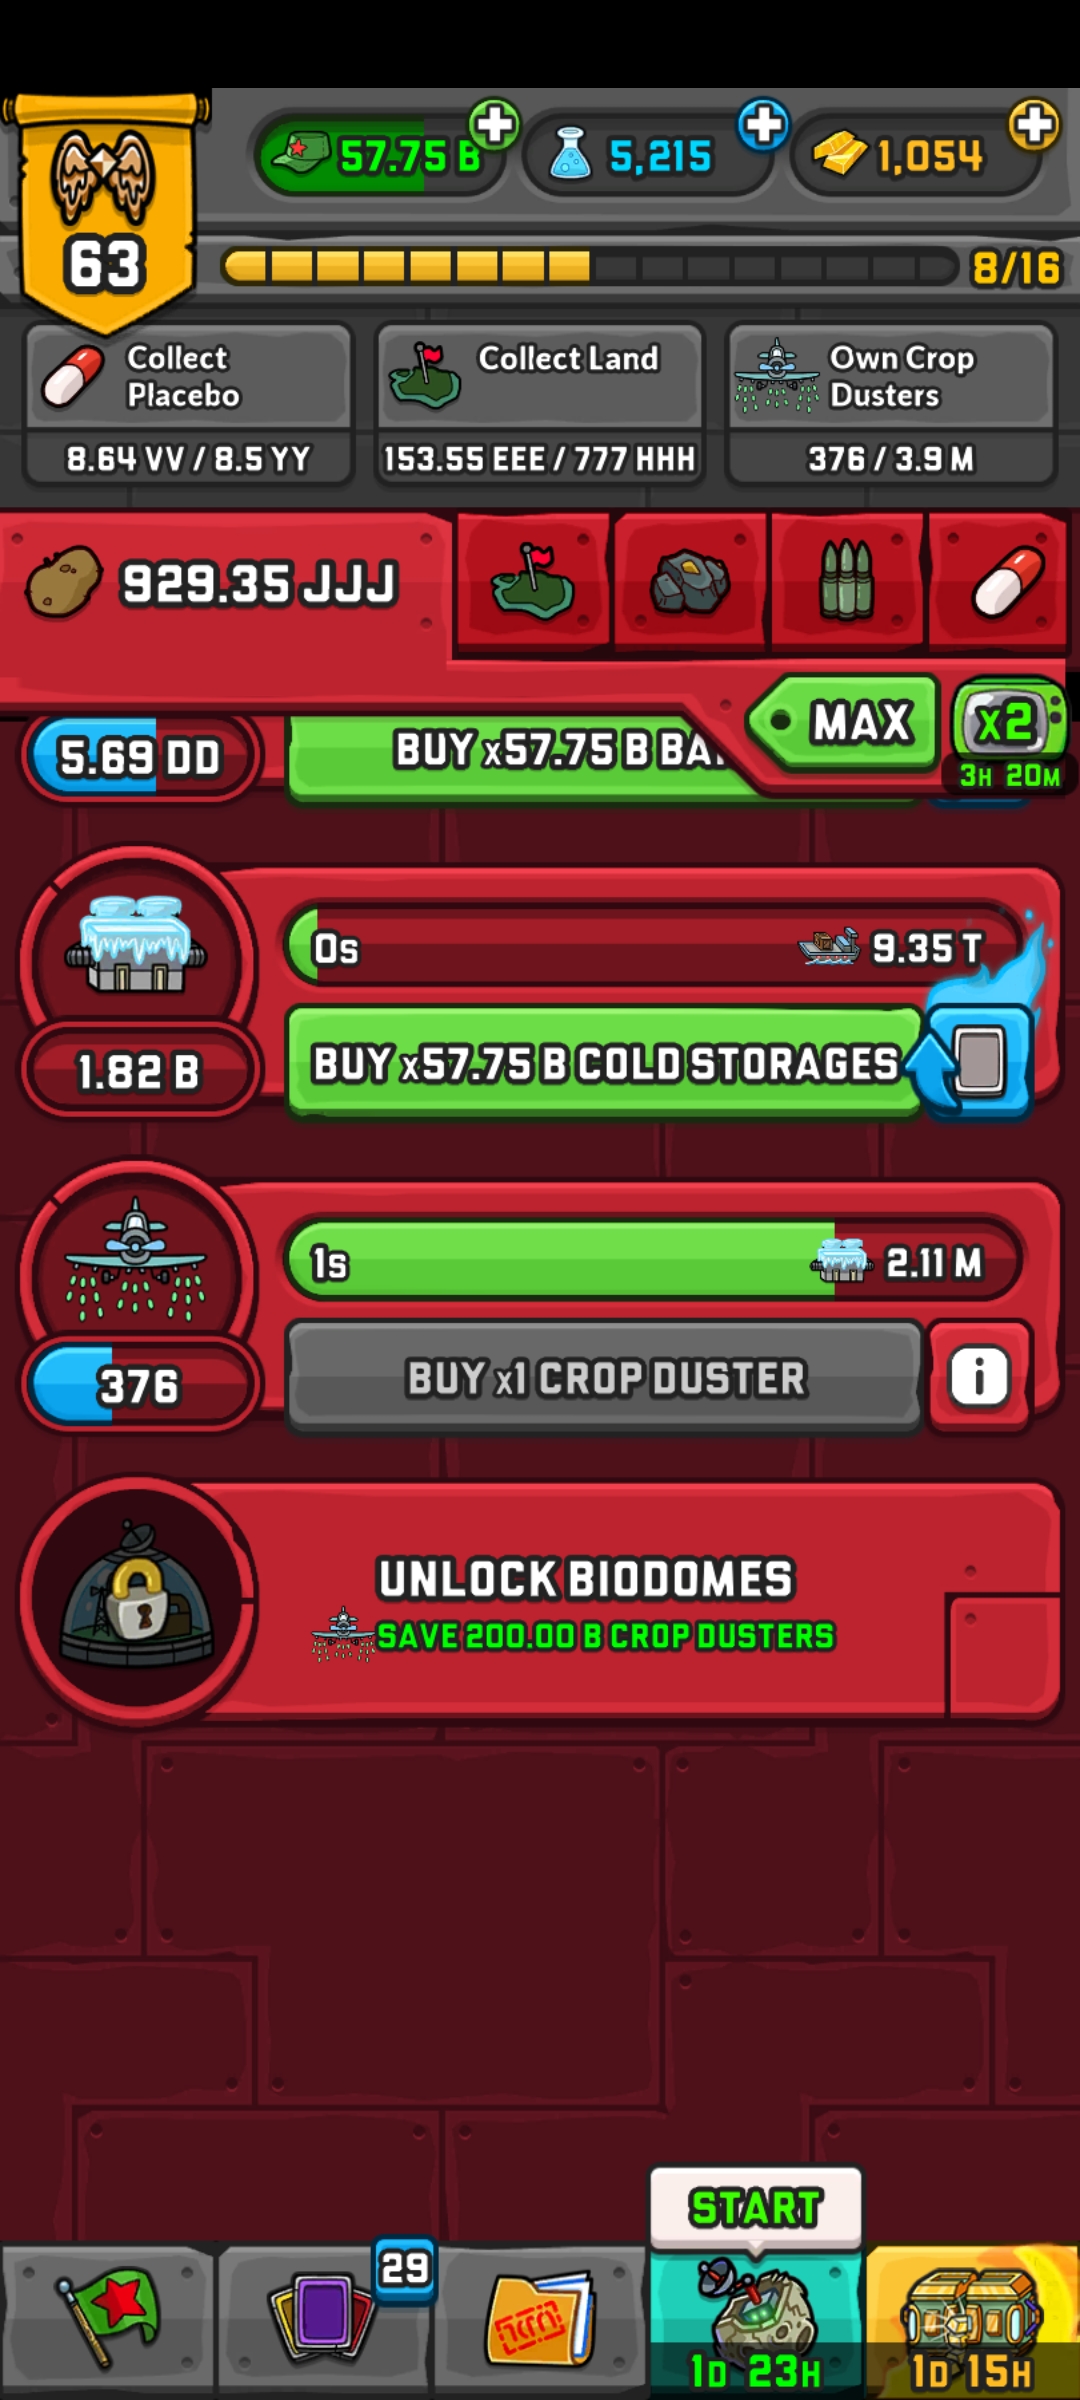 57.75 B
5,215
1,054
63
8/16
Collect
Placebo
8.64 VV / 8.5 YY
Collect Land
153.55 EEE / 777 HHH
Own Crop
Dusters
376 / 3.9 M
929.35 JJJ
MAX
x2
3H 20M
5.69 DD
BUY x57.75 B BA
0s
9.35 T
1.82 B
BUY x57.75 B COLD STORAGES
1s
2.11 M
376
BUY x1 CROP DUSTER
i
UNLOCK BIODOMES
SAVE 200.00 B CROP DUSTERS
START
29
1D 23H
1D 15H